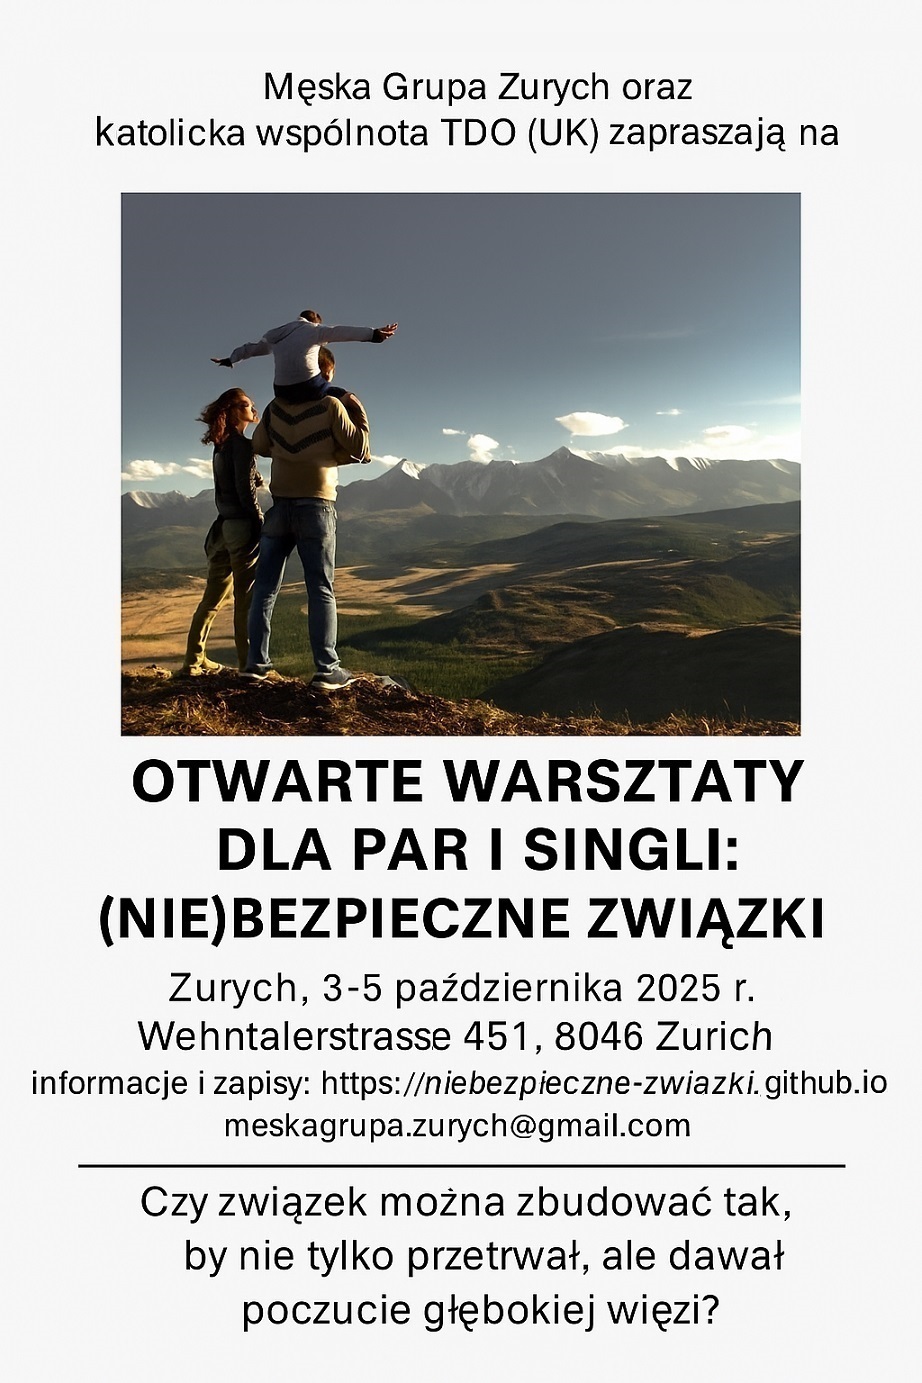 Męska Grupa Zurych oraz
katolicka wspólnota TDO (UK) zapraszają na
OTWARTE WARSZTATY
DLA PAR I SINGLI:
(NIE)BEZPIECZNE ZWIĄZKI
Zurych, 3-5 października 2025 r.
Wehntalerstrasse 451, 8046 Zurich
informacje i zapisy: https://niebezpieczne-zwiazki.github.io
meskagrupa.zurych@gmail.com
Czy związek można zbudować tak,
by nie tylko przetrwał, ale dawał
poczucie głębokiej więzi?